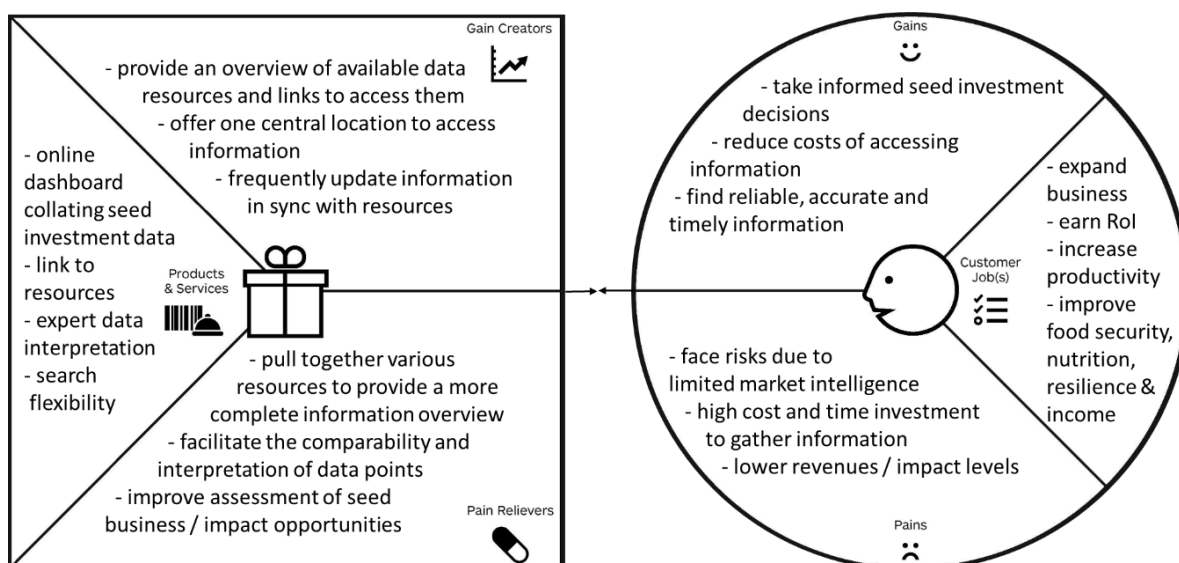 Gain Creators
- provide an overview of available data
resources and links to access them
- offer one central location to access
information
- frequently update information
in sync with resources
- online
dashboard
collating seed
investment data
- link to
resources
- expert data
interpretation
- search
flexibility
Products
& Services
- pull together various
resources to provide a more
complete information overview
- facilitate the comparability and
interpretation of data points
- improve assessment of seed
business / impact opportunities
Pain Relievers
Gains
- take informed seed investment
decisions
- reduce costs of accessing
information
- find reliable, accurate and
timely information
Customer
Job(s)
- expand
business
- earn RoI
- increase
productivity
- improve
food security,
nutrition,
resilience &
income
- face risks due to
limited market intelligence
- high cost and time investment
to gather information
- lower revenues / impact levels
Pains